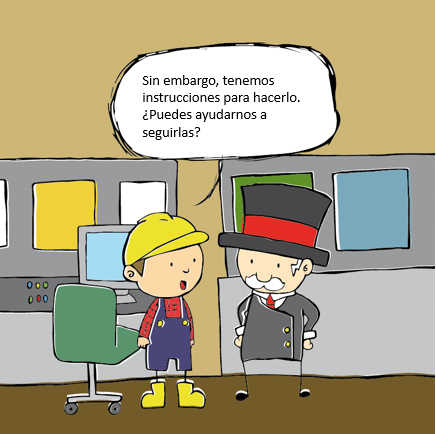 Sin embargo, tenemos
instrucciones para hacerlo.
¿Puedes ayudarnos a
seguirlas?